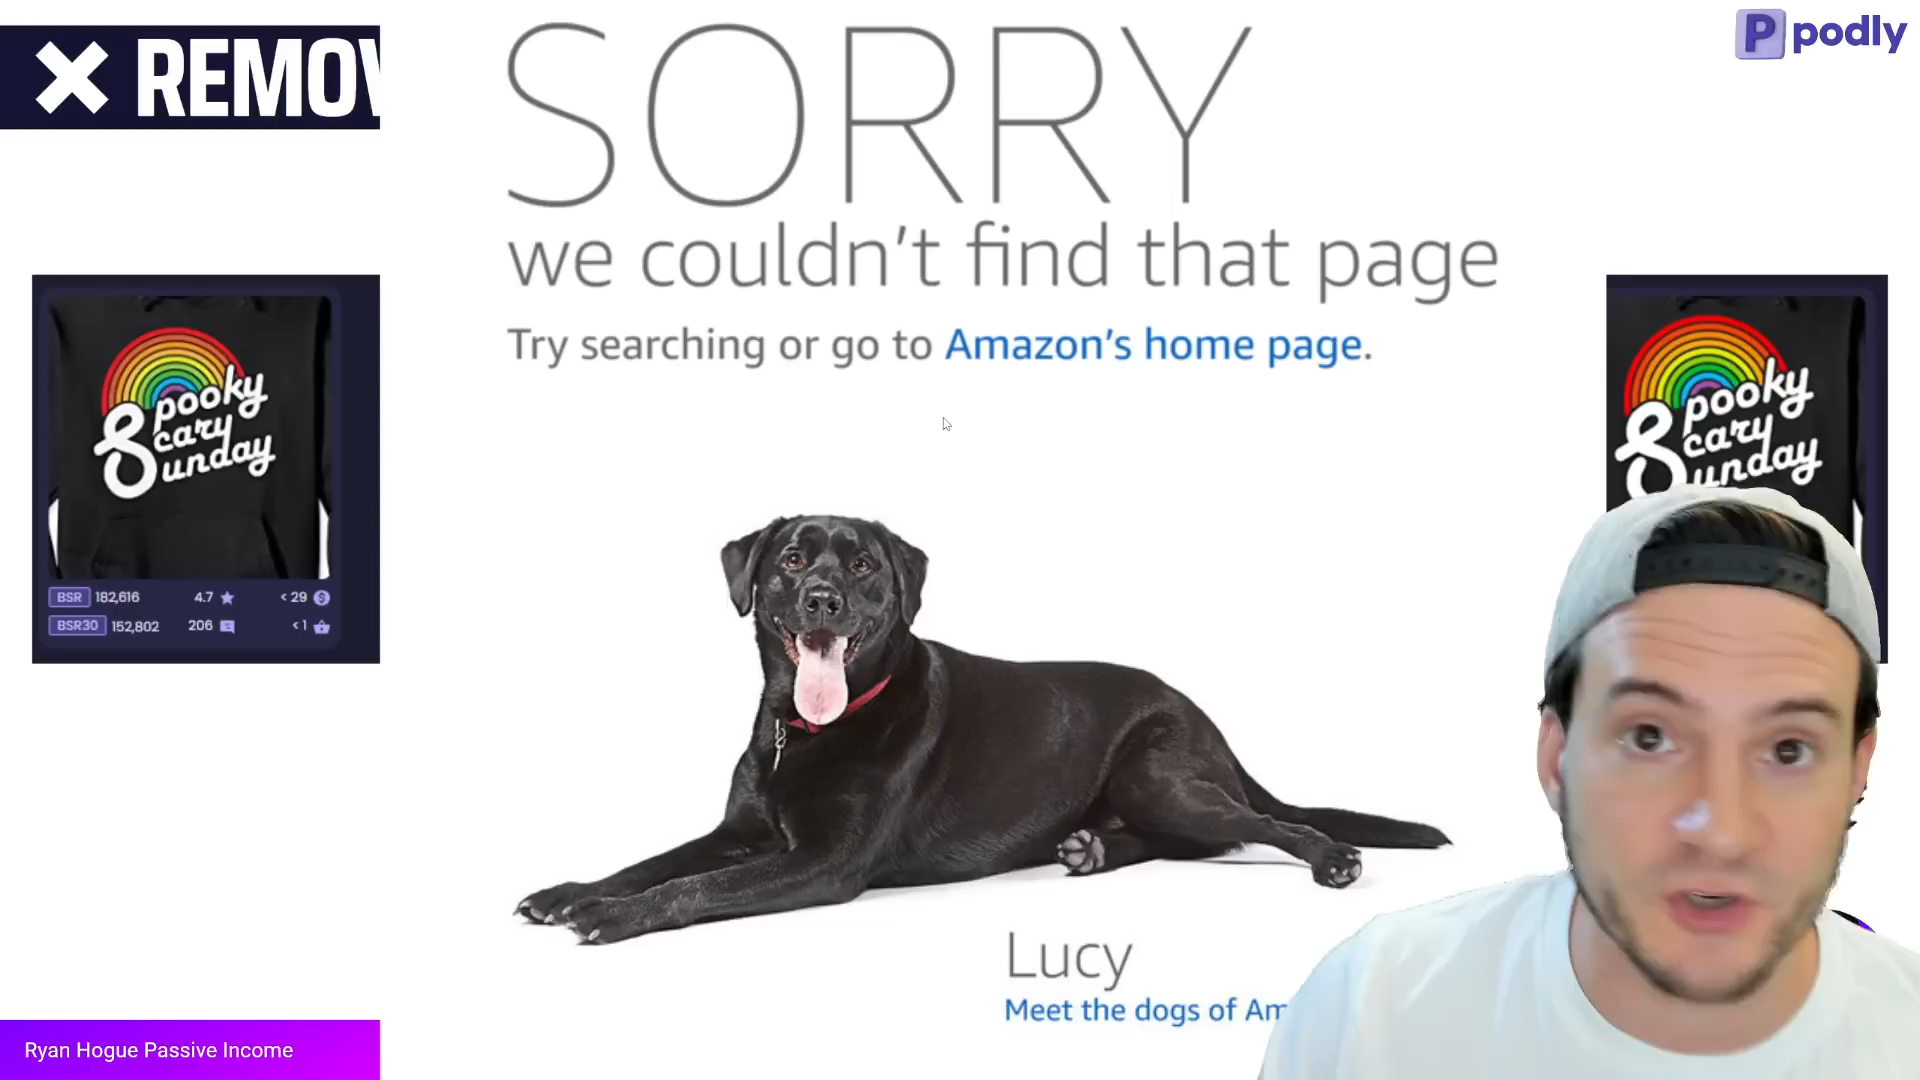 REMOV
SORRY
we couldn't find that page
Try searching or go to Amazon's home page.
P podly
Spooky
Scary
Sunday
BSR 182,616 4.7 < 29
BSR30 152,802 206 < 1
Spooky
Scary
Sunday
Lucy
Meet the dogs of Am
Ryan Hogue Passive Income